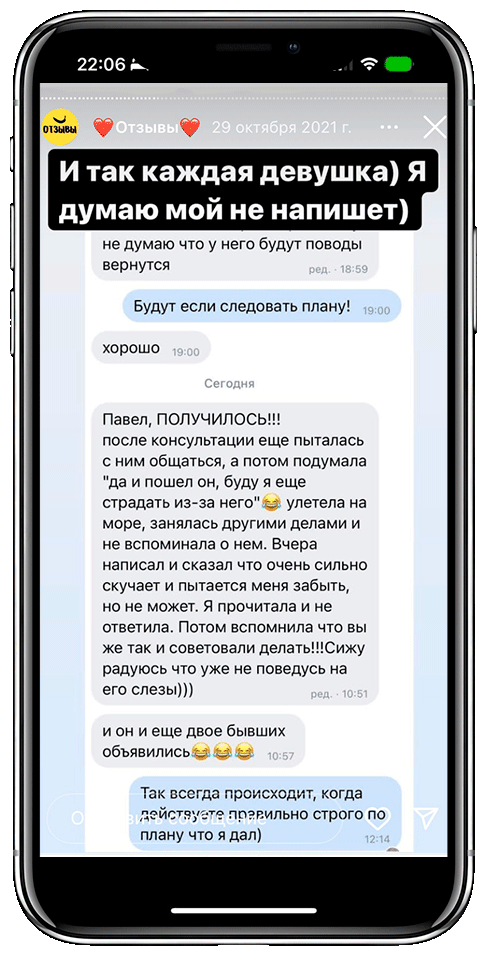 22:06
ОТЗЫВЫ
❤️Отзывы❤️ 29 октября 2021 г.
И так каждая девушка) Я
думаю мой не напишет)
не думаю что у него будут поводы
вернутся
ред. · 18:59
Будут если следовать плану! 19:00
хорошо 19:00
Сегодня
Павел, ПОЛУЧИЛОСЬ!!!
после консультации еще пыталась
с ним общаться, а потом подумала
"да и пошел он, буду я еще
страдать из-за него"😂 улетела на
море, занялась другими делами и
не вспоминала о нем. Вчера
написал и сказал что очень сильно
скучает и пытается меня забыть,
но не может. Я прочитала и не
ответила. Потом вспомнила что вы
же так и советовали делать!!!Сижу
радуюсь что уже не поведусь на
его слезы)))
ред. · 10:51
и он и еще двое бывших
объявились😂😂😂 10:57
Так всегда происходит, когда
действуете правильно строго по
плану что я дал) 12:14
сообщение